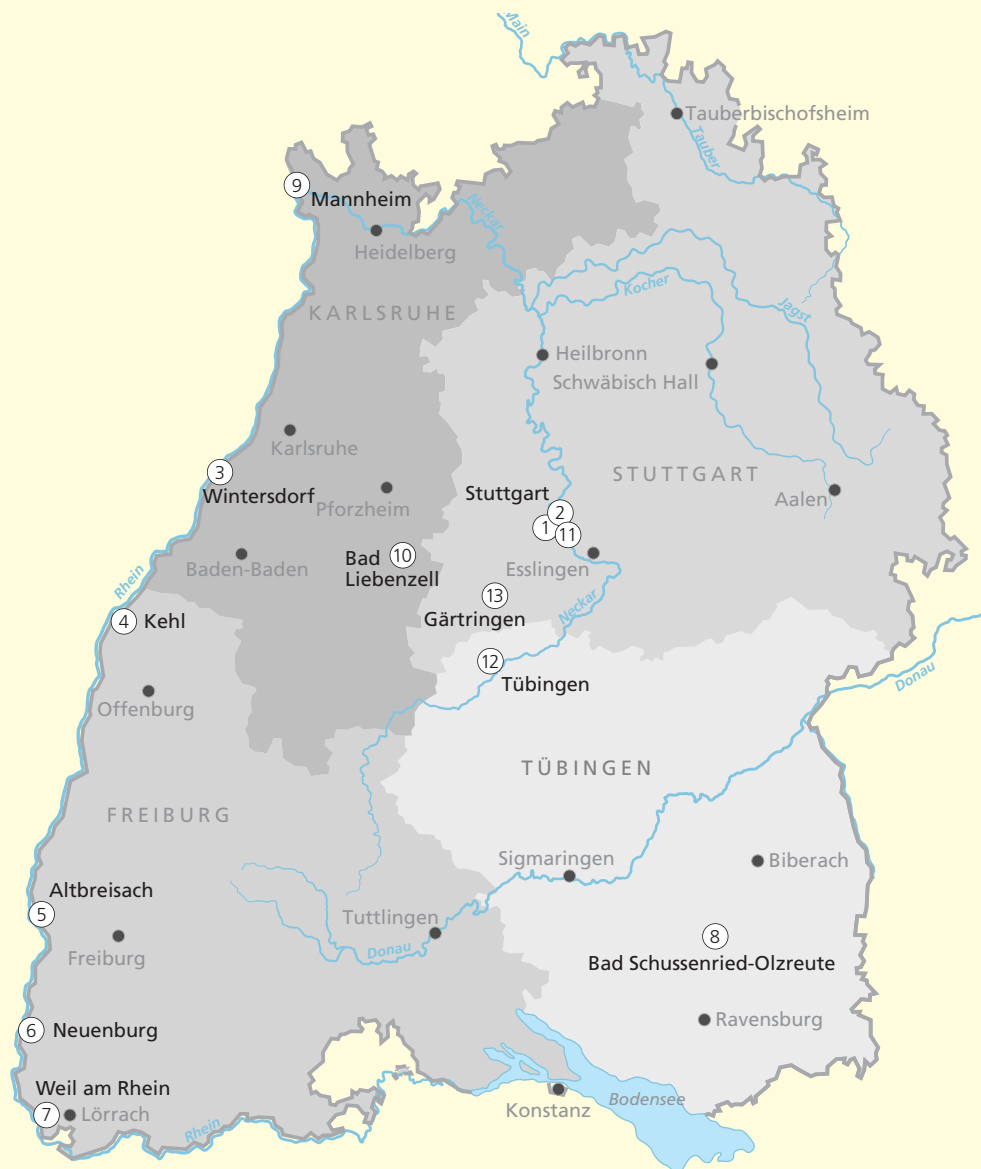 Main
Tauberbischofsheim
Tauber
9
Mannheim
Neckar
Heidelberg
KARLSRUHE
Kocher
Jagst
Heilbronn
Schwäbisch Hall
Karlsruhe
3
Wintersdorf
Pforzheim
Stuttgart
STUTTGART
2
1
11
Aalen
Rhein
Baden-Baden
Bad
Liebenzell
10
Esslingen
13
Gärtringen
Neckar
4
Kehl
12
Tübingen
Donau
Offenburg
TÜBINGEN
FREIBURG
Sigmaringen
Biberach
Altbreisach
5
Freiburg
Tuttlingen
Donau
8
Bad Schussenried-Olzreute
6
Neuenburg
Ravensburg
Weil am Rhein
7
Lörrach
Rhein
Konstanz
Bodensee